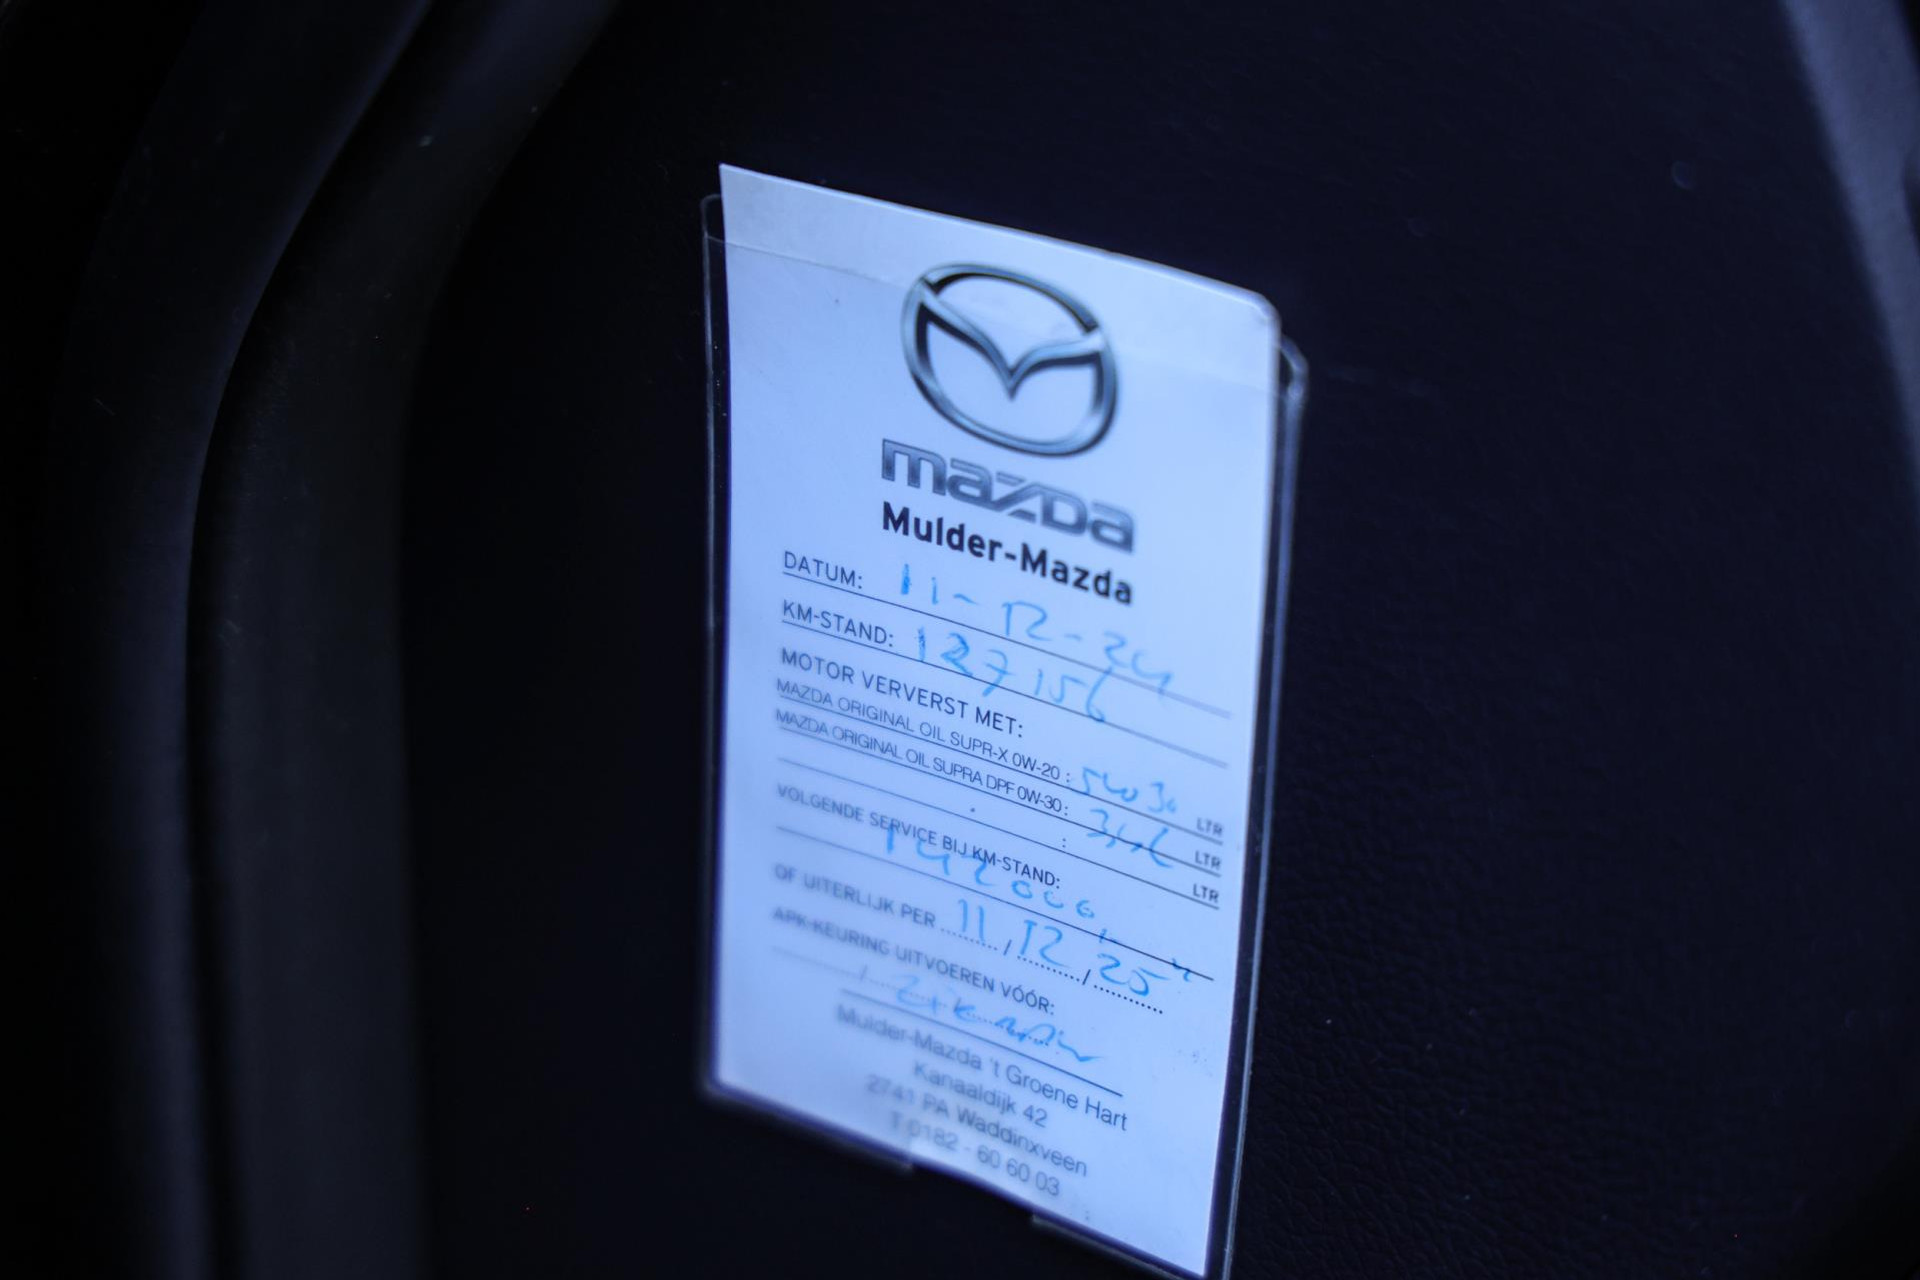 mazda
Mulder-Mazda
DATUM: 11-12-24
KM-STAND: 127156
MOTOR VERVERST MET:
MAZDA ORIGINAL OIL SUPR-X 0W-20 : 5W30 LTR
MAZDA ORIGINAL OIL SUPRA DPF 0W-30 : LTR
: LTR
VOLGENDE SERVICE BIJ KM-STAND:
142000
OF UITERLIJK PER 11 / 12 / 25
APK-KEURING UITVOEREN VÓÓR:
Mulder-Mazda 't Groene Hart
Kanaaldijk 42
2741 PA Waddinxveen
T 0182 - 60 60 03